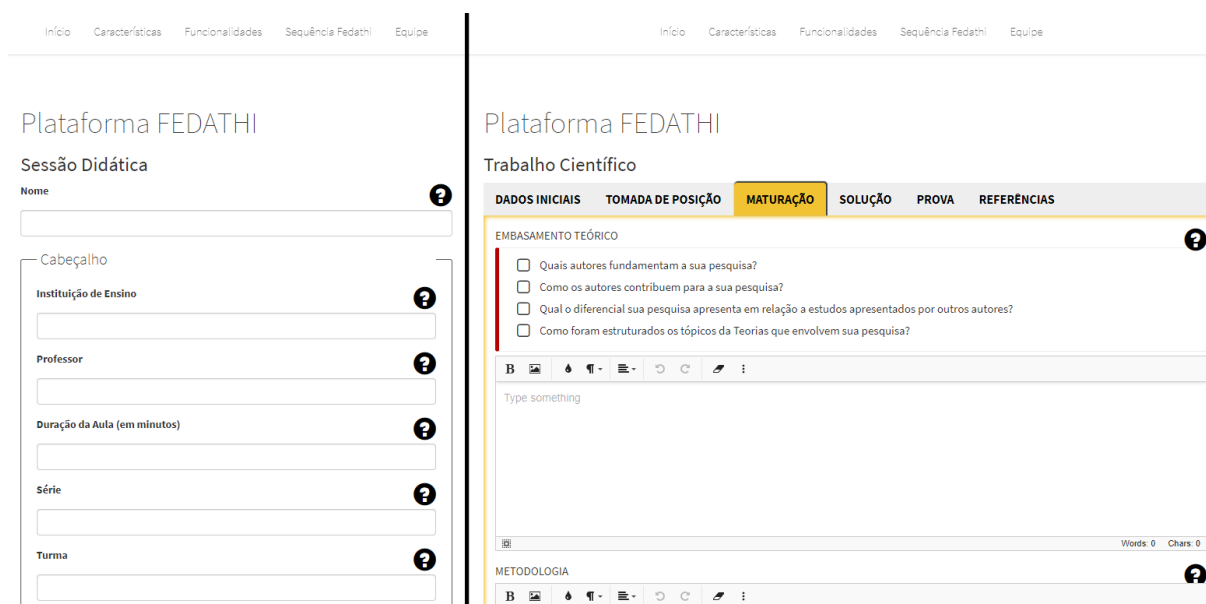 Início Características Funcionalidades Sequência Fedathi Equipe
Plataforma FEDATHI
Sessão Didática
Nome
Cabeçalho
Instituição de Ensino
Professor
Duração da Aula (em minutos)
Série
Turma
Início Características Funcionalidades Sequência Fedathi Equipe
Plataforma FEDATHI
Trabalho Científico
DADOS INICIAIS TOMADA DE POSIÇÃO MATURAÇÃO SOLUÇÃO PROVA REFERÊNCIAS
EMBASAMENTO TEÓRICO
Quais autores fundamentam a sua pesquisa?
Como os autores contribuem para a sua pesquisa?
Qual o diferencial sua pesquisa apresenta em relação a estudos apresentados por outros autores?
Como foram estruturados os tópicos da Teorias que envolvem sua pesquisa?
B
Type something
Words: 0 Chars: 0
METODOLOGIA
B